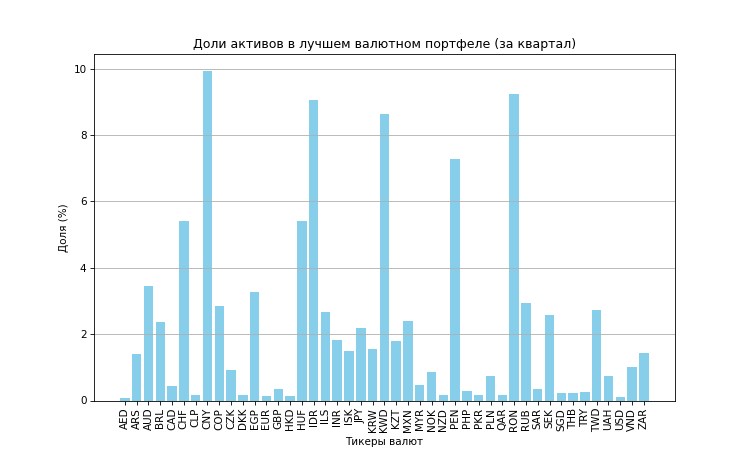 Доли активов в лучшем валютном портфеле (за квартал)
Доля (%)
10
8
6
4
2
0
AED ARS AUD BRL CAD CHF CLP CNY COP CZK DKK EGP EUR GBP HKD HUF IDR ILS INR ISK JPY KRW KWD KZT MXN MYR NOK NZD PEN PHP PKR PLN QAR RON RUB SAR SEK SGD THB TRY TWD UAH USD VND ZAR
Тикеры валют